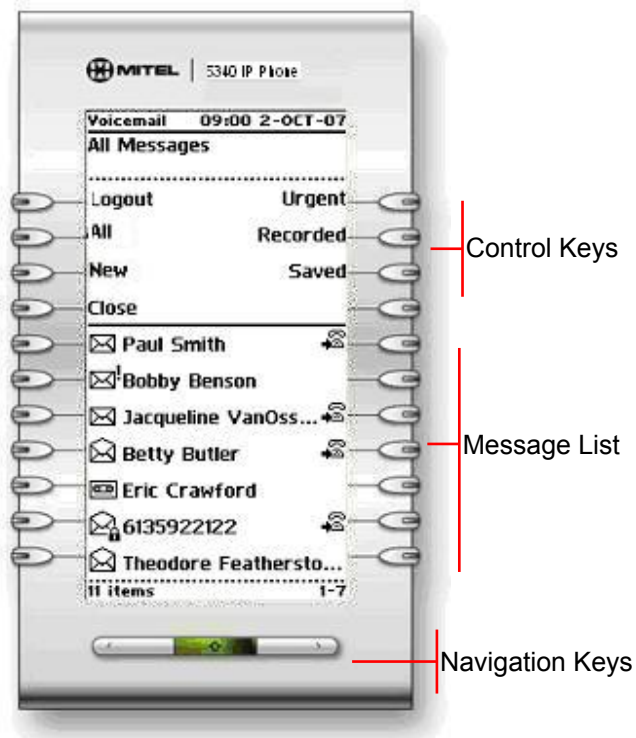 MITEL | 5340 IP Phone
Voicemail 09:00 2-OCT-07
All Messages
Logout Urgent
All Recorded
New Saved
Close
Paul Smith
Bobby Benson
Jacqueline VanOss...
Betty Butler
Eric Crawford
6135922122
Theodore Feathersto...
11 items 1-7
Control Keys
Message List
Navigation Keys